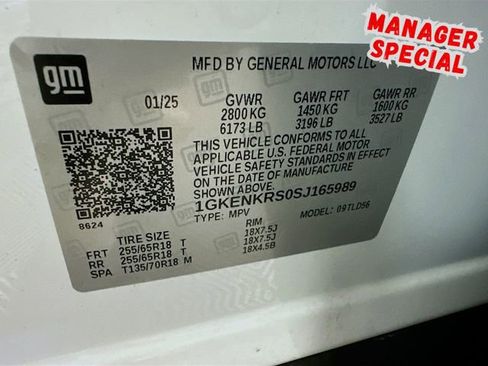 MANAGER
SPECIAL
gm
MFD BY GENERAL MOTORS LLC
01/25 GVWR GAWR FRT GAWR RR
2800 KG 1450 KG 1600 KG
6173 LB 3196 LB 3527 LB
THIS VEHICLE CONFORMS TO ALL
APPLICABLE U.S. FEDERAL MOTOR
VEHICLE SAFETY STANDARDS IN EFFECT
ON THE DATE OF MANUFACTURE
SHOWN ABOVE.
1GKENKRS0SJ165989
8624 TYPE: MPV MODEL: 09TLD56
TIRE SIZE RIM
FRT 255/65R18 T 18X7.5J
RR 255/65R18 T 18X7.5J
SPA T135/70R18 M 18X4.5B